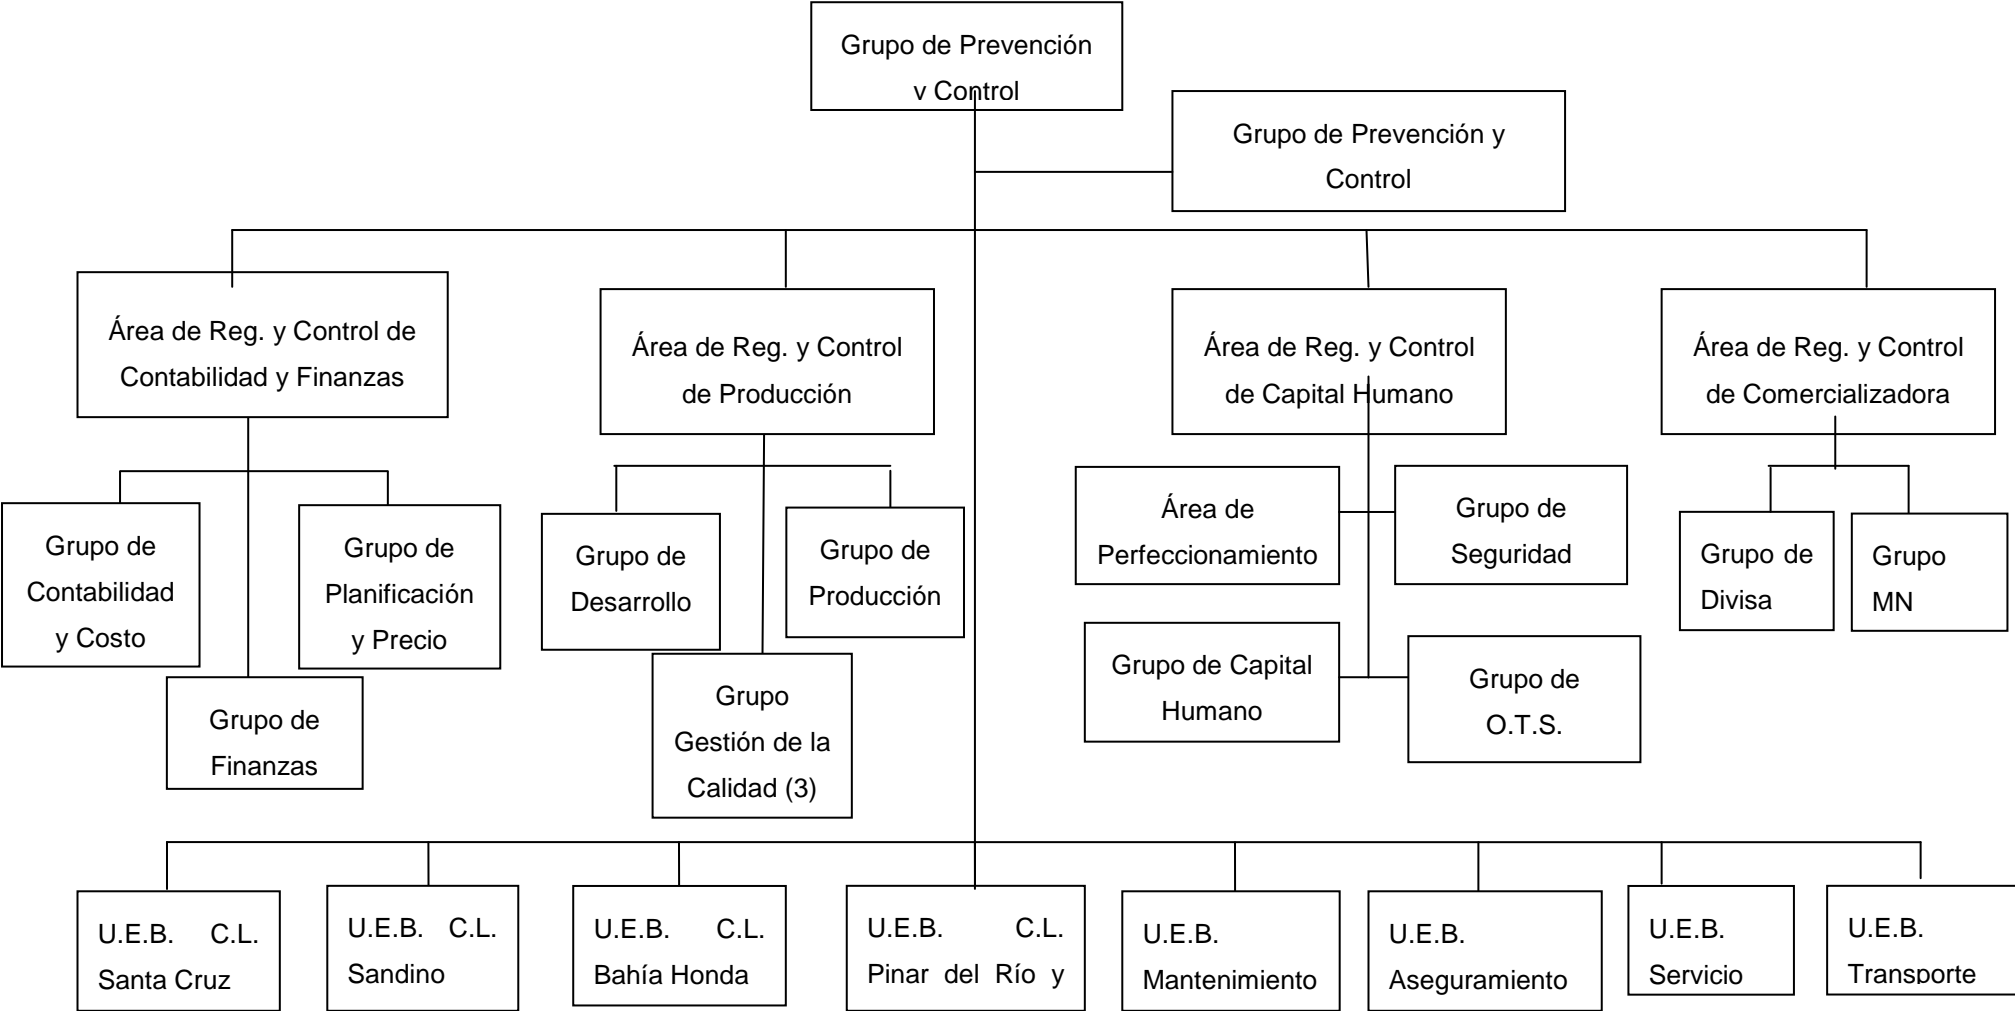 Grupo de Prevención
y Control
Grupo de Prevención y
Control
Área de Reg. y Control de
Contabilidad y Finanzas
Área de Reg. y Control
de Producción
Área de Reg. y Control
de Capital Humano
Área de Reg. y Control
de Comercializadora
Grupo de
Contabilidad
y Costo
Grupo de
Planificación
y Precio
Grupo de
Finanzas
Grupo de
Desarrollo
Grupo de
Producción
Grupo
Gestión de la
Calidad (3)
Área de
Perfeccionamiento
Grupo de
Seguridad
Grupo de Capital
Humano
Grupo de
O.T.S.
Grupo de
Divisa
Grupo
MN
U.E.B. C.L.
Santa Cruz
U.E.B. C.L.
Sandino
U.E.B. C.L.
Bahía Honda
U.E.B. C.L.
Pinar del Río y
U.E.B.
Mantenimiento
U.E.B.
Aseguramiento
U.E.B.
Servicio
U.E.B.
Transporte